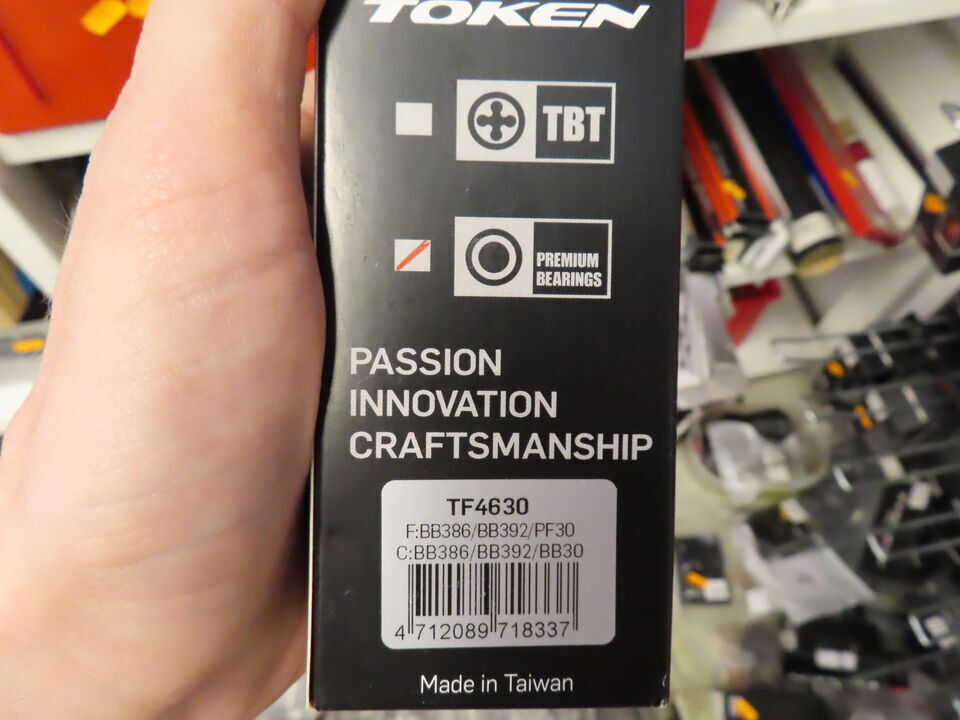 TOKEN
TBT
PREMIUM
BEARINGS
PASSION
INNOVATION
CRAFTSMANSHIP
TF4630
F:BB386/BB392/PF30
C:BB386/BB392/BB30
4 712089 718337
Made in Taiwan